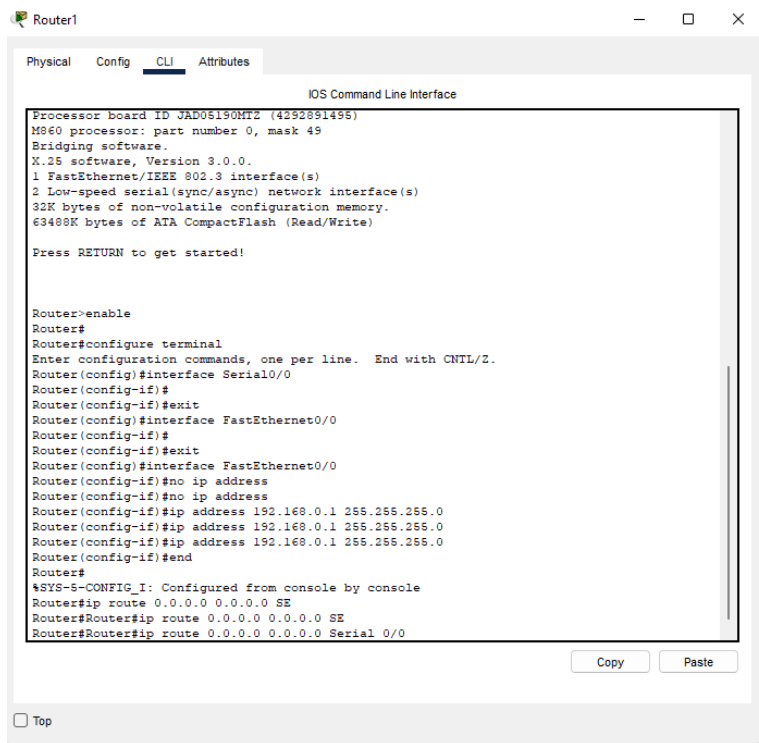 Router1
Physical Config CLI Attributes
IOS Command Line Interface
Processor board ID JAD05190MTZ (4292891495)
M860 processor: part number 0, mask 49
Bridging software.
X.25 software, Version 3.0.0.
1 FastEthernet/IEEE 802.3 interface(s)
2 Low-speed serial(sync/async) network interface(s)
32K bytes of non-volatile configuration memory.
63488K bytes of ATA CompactFlash (Read/Write)
Press RETURN to get started!
Router>enable
Router#
Router#configure terminal
Enter configuration commands, one per line.  End with CNTL/Z.
Router(config)#interface Serial0/0
Router(config-if)#
Router(config-if)#exit
Router(config)#interface FastEthernet0/0
Router(config-if)#
Router(config-if)#exit
Router(config)#interface FastEthernet0/0
Router(config-if)#no ip address
Router(config-if)#no ip address
Router(config-if)#ip address 192.168.0.1 255.255.255.0
Router(config-if)#ip address 192.168.0.1 255.255.255.0
Router(config-if)#ip address 192.168.0.1 255.255.255.0
Router(config-if)#end
Router#
%SYS-5-CONFIG_I: Configured from console by console
Router#ip route 0.0.0.0 0.0.0.0 SE
Router#Router#ip route 0.0.0.0 0.0.0.0 SE
Router#Router#ip route 0.0.0.0 0.0.0.0 Serial 0/0
Copy Paste
Top